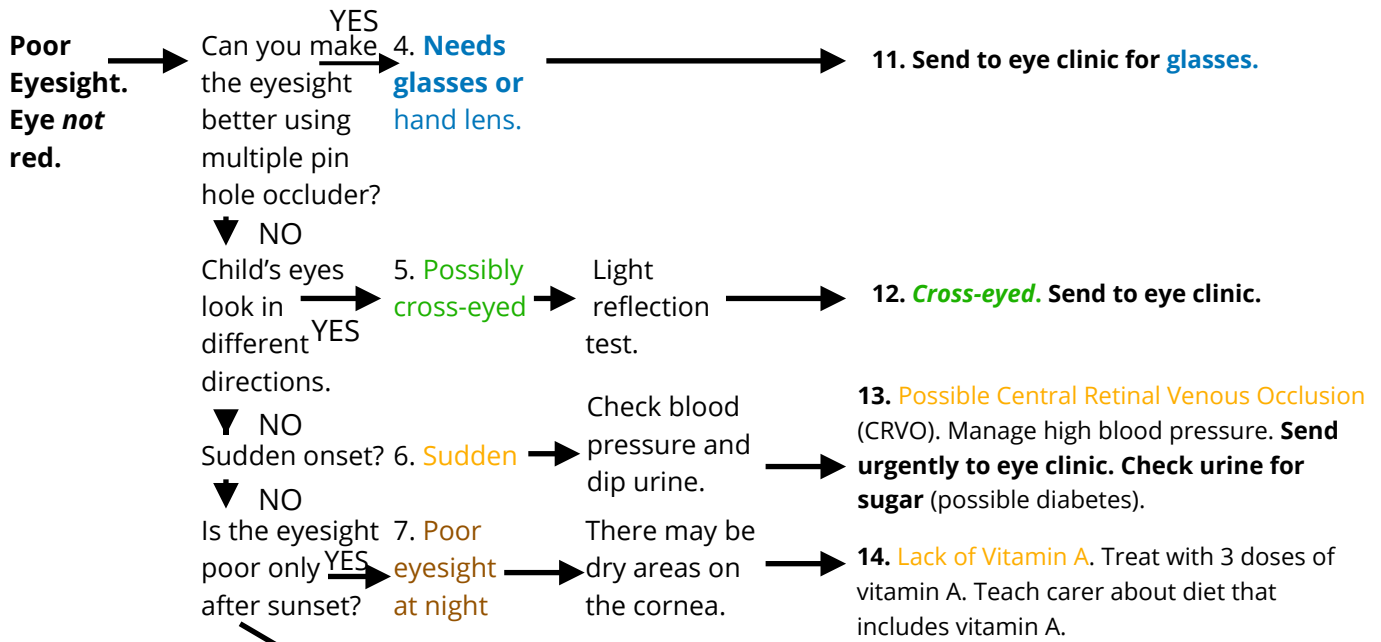 Poor
Eyesight.
Eye not
red.
Can you make
the eyesight
better using
multiple pin
hole occluder?
YES
4. Needs
glasses or
hand lens.
11. Send to eye clinic for glasses.
NO
Child's eyes
look in
different
directions.
YES
5. Possibly
cross-eyed
Light
reflection
test.
12. Cross-eyed. Send to eye clinic.
NO
Sudden onset?
6. Sudden
Check blood
pressure and
dip urine.
13. Possible Central Retinal Venous Occlusion
(CRVO). Manage high blood pressure. Send
urgently to eye clinic. Check urine for
sugar (possible diabetes).
NO
Is the eyesight
poor only
after sunset?
YES
7. Poor
eyesight
at night
There may be
dry areas on
the cornea.
14. Lack of Vitamin A. Treat with 3 doses of
vitamin A. Teach carer about diet that
includes vitamin A.